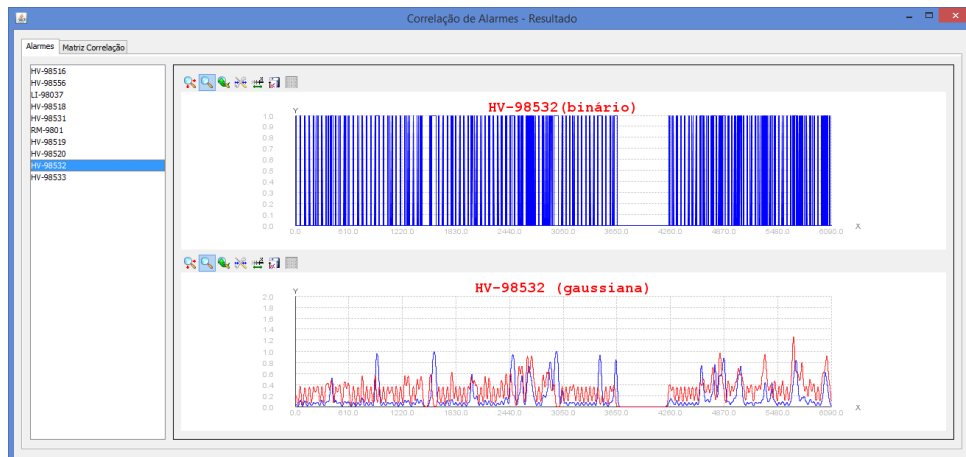 Correlação de Alarmes - Resultado
Alarmes
Matriz Correlação
HV-98516
HV-98556
LI-98037
HV-98518
HV-98531
RM-9801
HV-98519
HV-98520
HV-98532
HV-98533
HV-98532(binário)
Y
1.0
0.9
0.8
0.7
0.6
0.5
0.4
0.3
0.2
0.1
0.0
0.0 610.0 1220.0 1830.0 2440.0 3050.0 3660.0 4260.0 4870.0 5480.0 6090.0 X
HV-98532 (gaussiana)
Y
2.0
1.8
1.6
1.4
1.2
1.0
0.8
0.6
0.4
0.2
0.0
0.0 610.0 1220.0 1830.0 2440.0 3050.0 3660.0 4260.0 4870.0 5480.0 6090.0 X